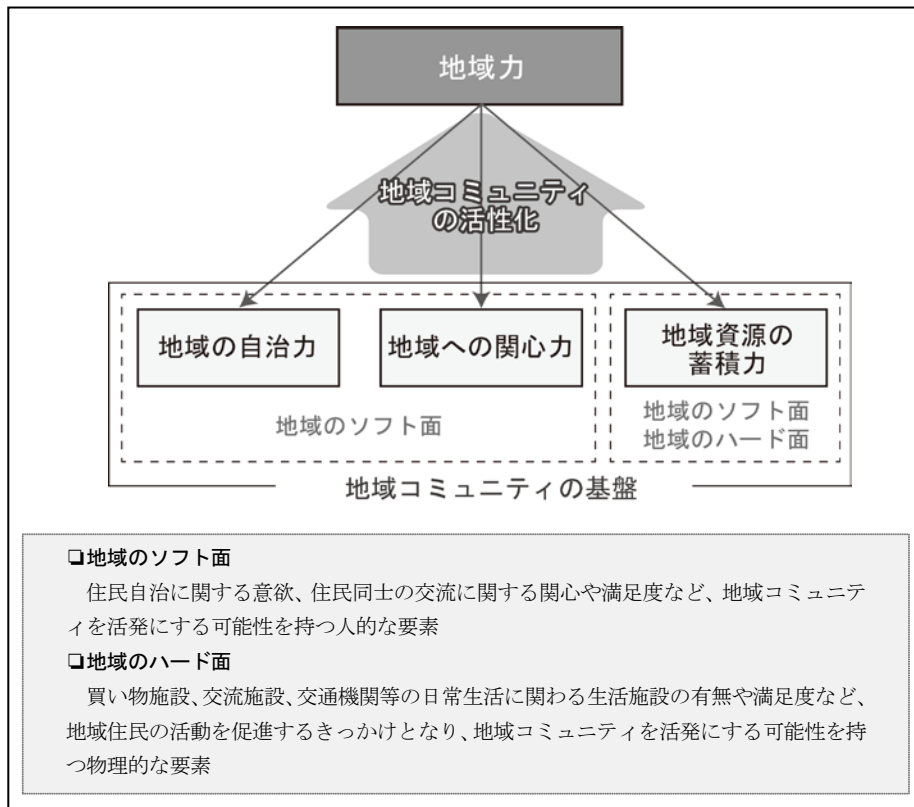 地域力
地域コミュニティ
の活性化
地域の自治力
地域への関心力
地域資源の
蓄積力
地域のソフト面
地域のソフト面
地域のハード面
地域コミュニティの基盤
❏地域のソフト面
住民自治に関する意欲、住民同士の交流に関する関心や満足度など、地域コミュニテ
ィを活発にする可能性を持つ人的な要素
❏地域のハード面
買い物施設、交流施設、交通機関等の日常生活に関わる生活施設の有無や満足度など、
地域住民の活動を促進するきっかけとなり、地域コミュニティを活発にする可能性を持
つ物理的な要素